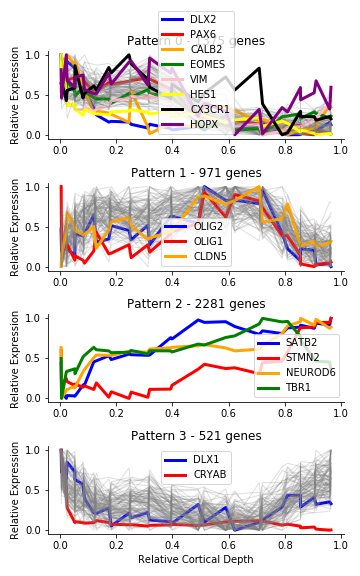 Pattern 0 - 1375 genes
DLX2
PAX6
CALB2
EOMES
VIM
HES1
CX3CR1
HOPX
Relative Expression
1.0
0.5
0.0
0.0 0.2 0.4 0.6 0.8 1.0
Pattern 1 - 971 genes
OLIG2
OLIG1
CLDN5
Relative Expression
1.0
0.5
0.0
0.0 0.2 0.4 0.6 0.8 1.0
Pattern 2 - 2281 genes
SATB2
STMN2
NEUROD6
TBR1
Relative Expression
1.0
0.5
0.0
0.0 0.2 0.4 0.6 0.8 1.0
Pattern 3 - 521 genes
DLX1
CRYAB
Relative Expression
1.0
0.5
0.0
0.0 0.2 0.4 0.6 0.8 1.0
Relative Cortical Depth